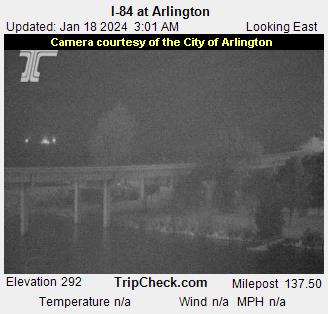 I-84 at Arlington
Updated: Jan 18 2024 3:01 AM Looking East
Camera courtesy of the City of Arlington
Elevation 292 TripCheck.com Milepost 137.50
Temperature n/a Wind n/a MPH n/a